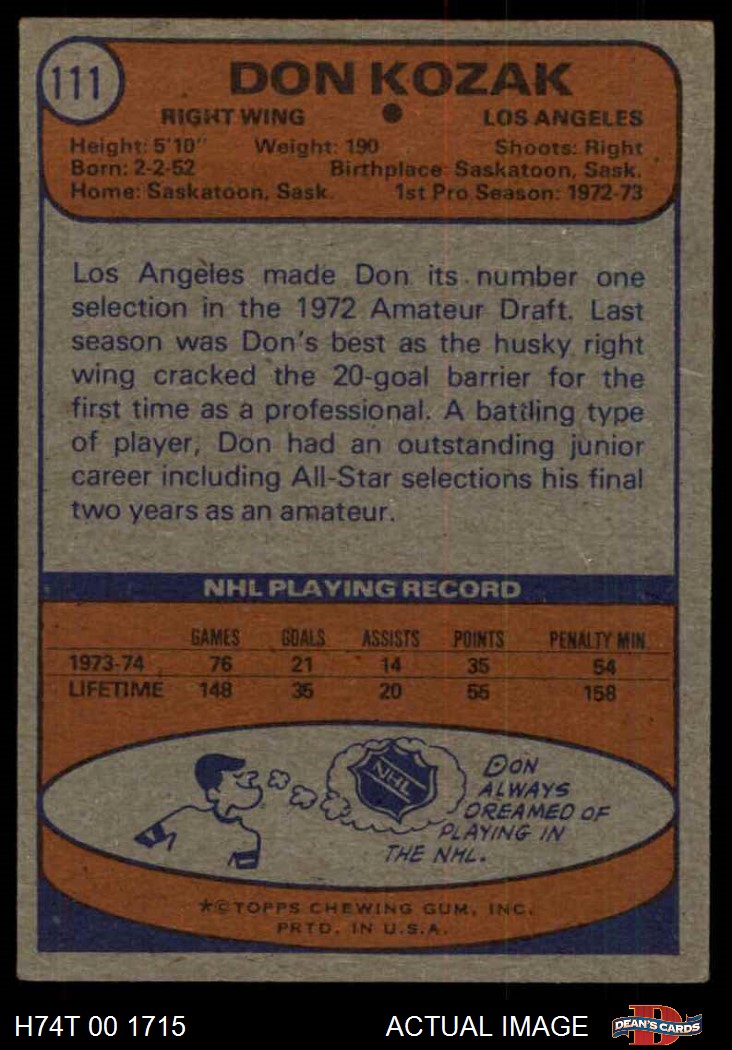 111
DON KOZAK
RIGHT WING LOS ANGELES
Height: 5'10" Weight: 190 Shoots: Right
Born: 2-2-52 Birthplace: Saskatoon, Sask.
Home: Saskatoon, Sask. 1st Pro Season: 1972-73
Los Angeles made Don its number one
selection in the 1972 Amateur Draft. Last
season was Don's best as the husky right
wing cracked the 20-goal barrier for the
first time as a professional. A battling type
of player, Don had an outstanding junior
career including All-Star selections his final
two years as an amateur.
NHL PLAYING RECORD
GAMES GOALS ASSISTS POINTS PENALTY MIN.
1973-74 76 21 14 35 54
LIFETIME 148 35 20 55 158
NHL
DON
ALWAYS
DREAMED OF
PLAYING IN
THE NHL.
*© TOPPS CHEWING GUM, INC.
PRTD. IN U.S.A.
H74T 00 1715 ACTUAL IMAGE DEAN'S CARDS